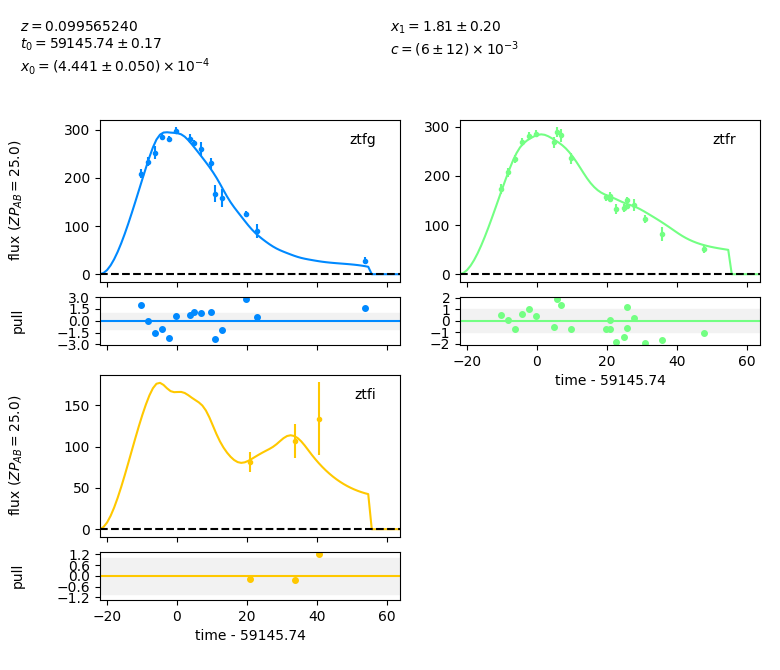 z = 0.099565240
t₀ = 59145.74 ± 0.17
x₀ = (4.441 ± 0.050) × 10⁻⁴
x₁ = 1.81 ± 0.20
c = (6 ± 12) × 10⁻³
flux (ZP_AB = 25.0)
300
200
100
0
ztfg
pull
3.0
1.5
0.0
−1.5
−3.0
300
200
100
0
ztfr
2
1
0
−1
−2
−20 0 20 40 60
time - 59145.74
flux (ZP_AB = 25.0)
150
100
50
0
ztfi
pull
1.2
0.6
0.0
−0.6
−1.2
−20 0 20 40 60
time - 59145.74